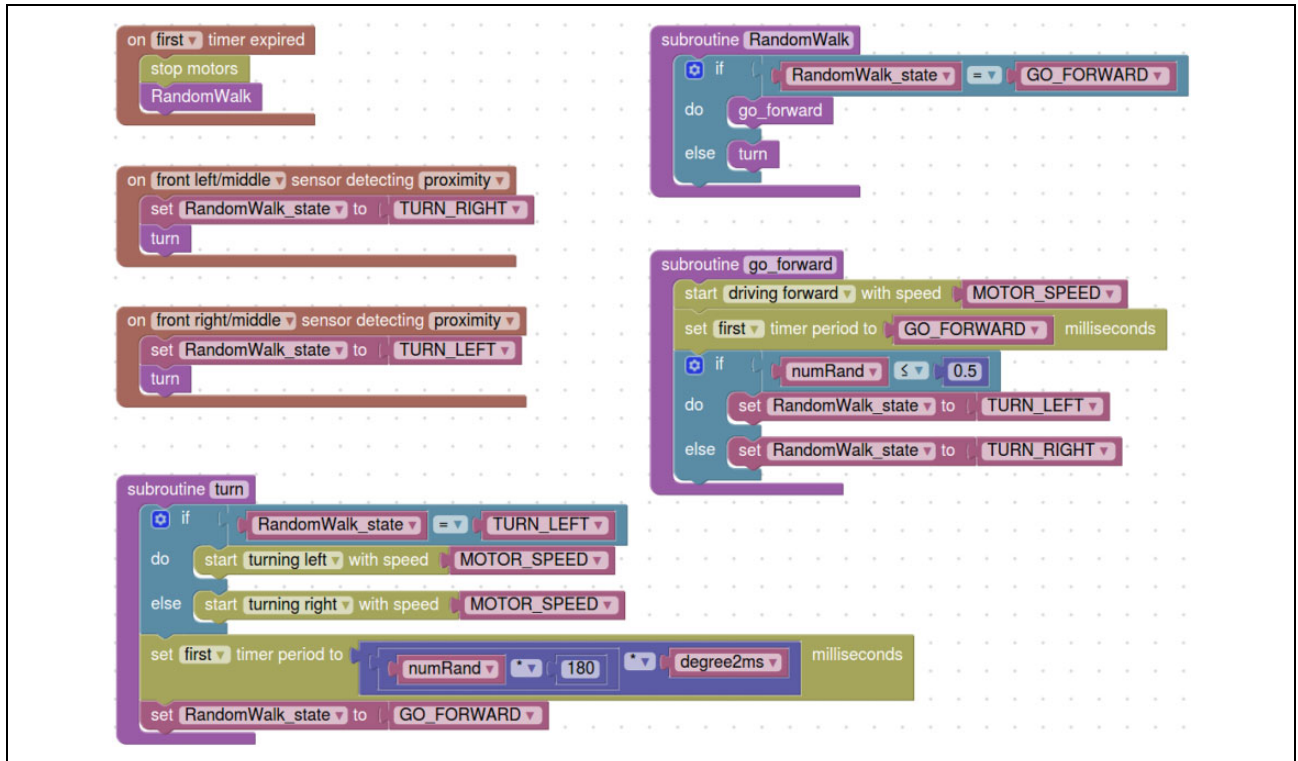 on first timer expired
stop motors
RandomWalk
on front left/middle sensor detecting proximity
set RandomWalk_state to TURN_RIGHT
turn
on front right/middle sensor detecting proximity
set RandomWalk_state to TURN_LEFT
turn
subroutine turn
if RandomWalk_state = TURN_LEFT
do start turning left with speed MOTOR_SPEED
else start turning right with speed MOTOR_SPEED
set first timer period to numRand * 180 * degree2ms milliseconds
set RandomWalk_state to GO_FORWARD
subroutine RandomWalk
if RandomWalk_state = GO_FORWARD
do go_forward
else turn
subroutine go_forward
start driving forward with speed MOTOR_SPEED
set first timer period to GO_FORWARD milliseconds
if numRand ≤ 0.5
do set RandomWalk_state to TURN_LEFT
else set RandomWalk_state to TURN_RIGHT